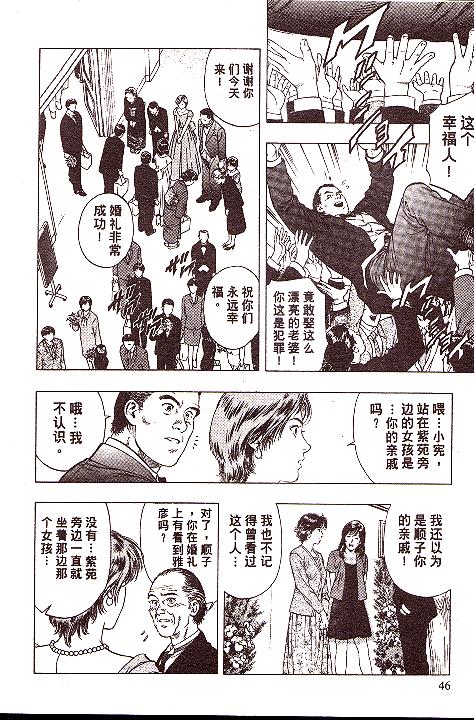 这个
幸福人！
竟敢娶这么
漂亮的老婆！
你这是犯罪！
谢谢你
们今天
来！
婚礼非常
成功！
祝你们
永远幸
福。
喂…小宪，
站在紫苑旁
边的女孩是
…你的亲戚
吗？
哦…我
不认识。
我还以为
是顺子你
的亲戚！
我也不记
得曾看过
这个人…
对了，顺子
，你在婚礼
上有看到雅
彦吗？
没有…紫苑
旁边一直就
坐着那边那
个女孩…
46